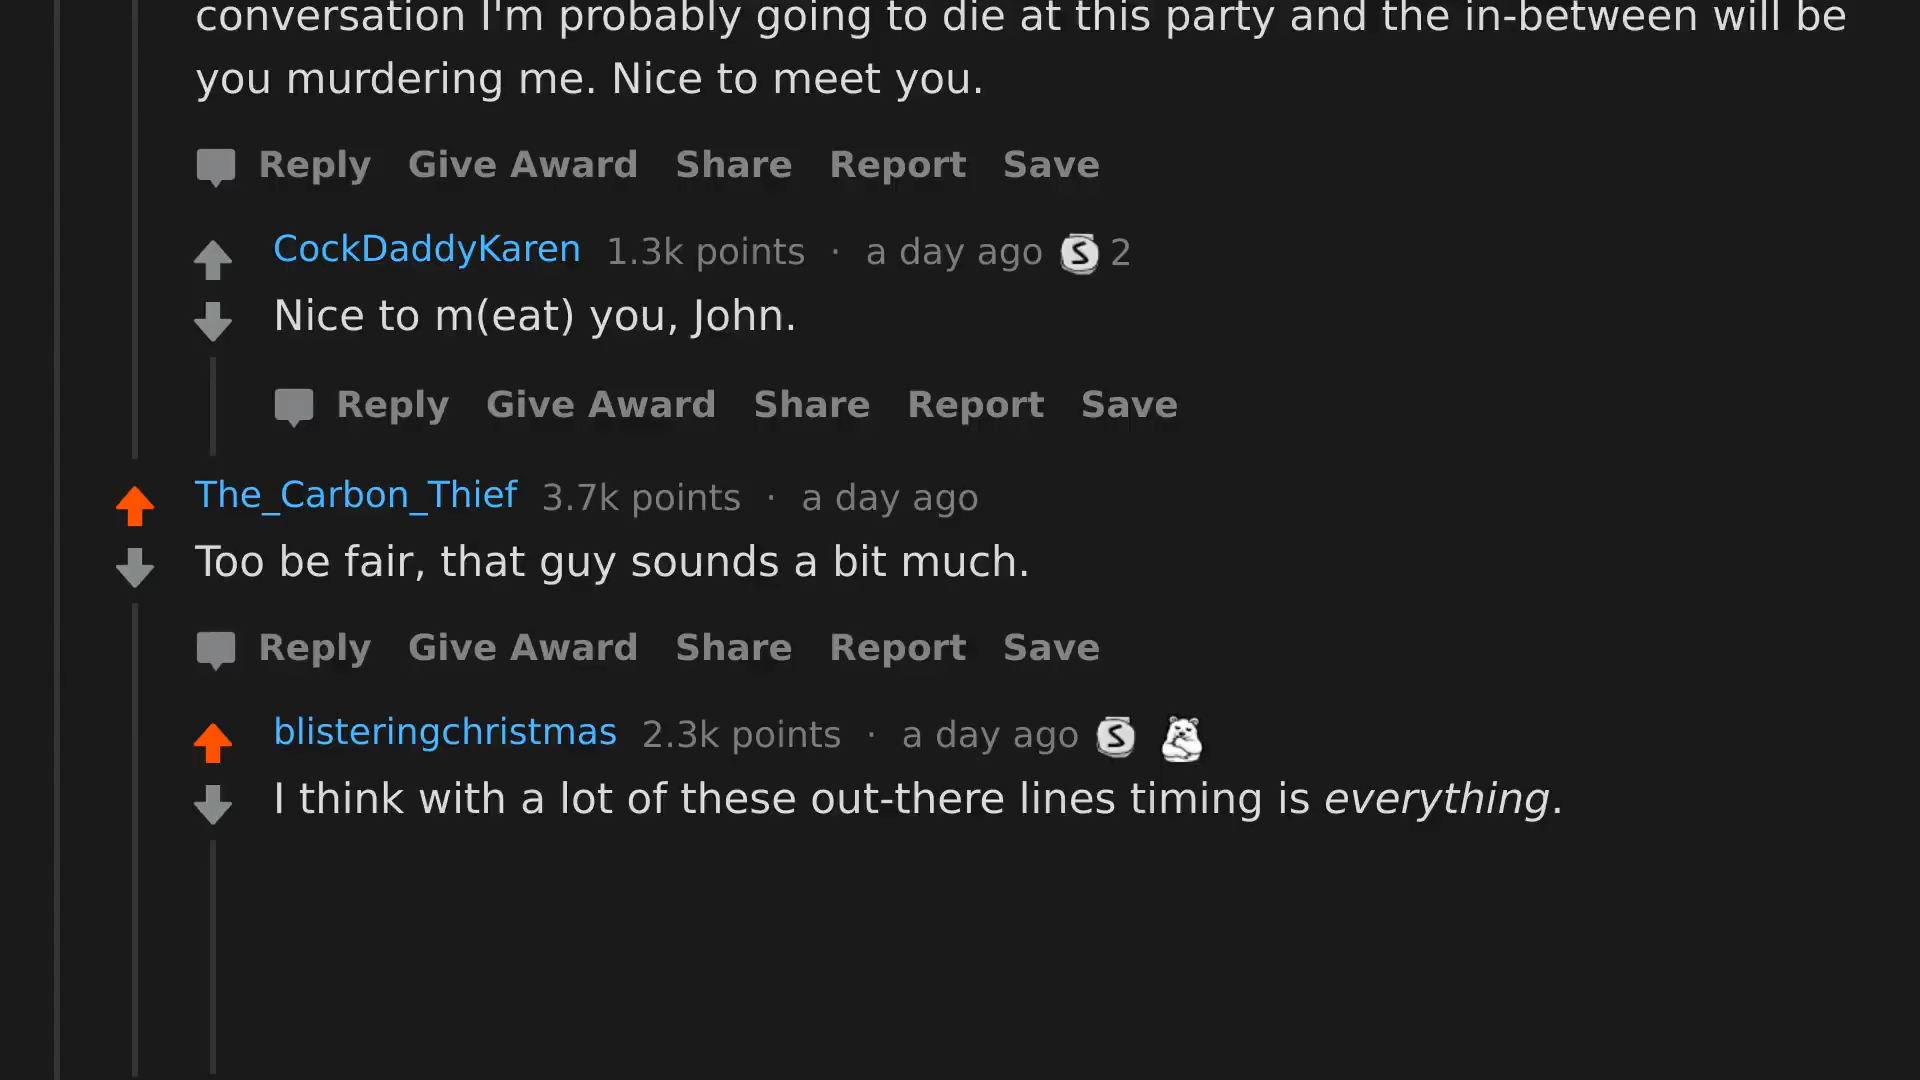 conversation I'm probably going to die at this party and the in-between will be
you murdering me. Nice to meet you.
Reply Give Award Share Report Save
CockDaddyKaren 1.3k points · a day ago S 2
Nice to m(eat) you, John.
Reply Give Award Share Report Save
The_Carbon_Thief 3.7k points · a day ago
Too be fair, that guy sounds a bit much.
Reply Give Award Share Report Save
blisteringchristmas 2.3k points · a day ago S
I think with a lot of these out-there lines timing is everything.